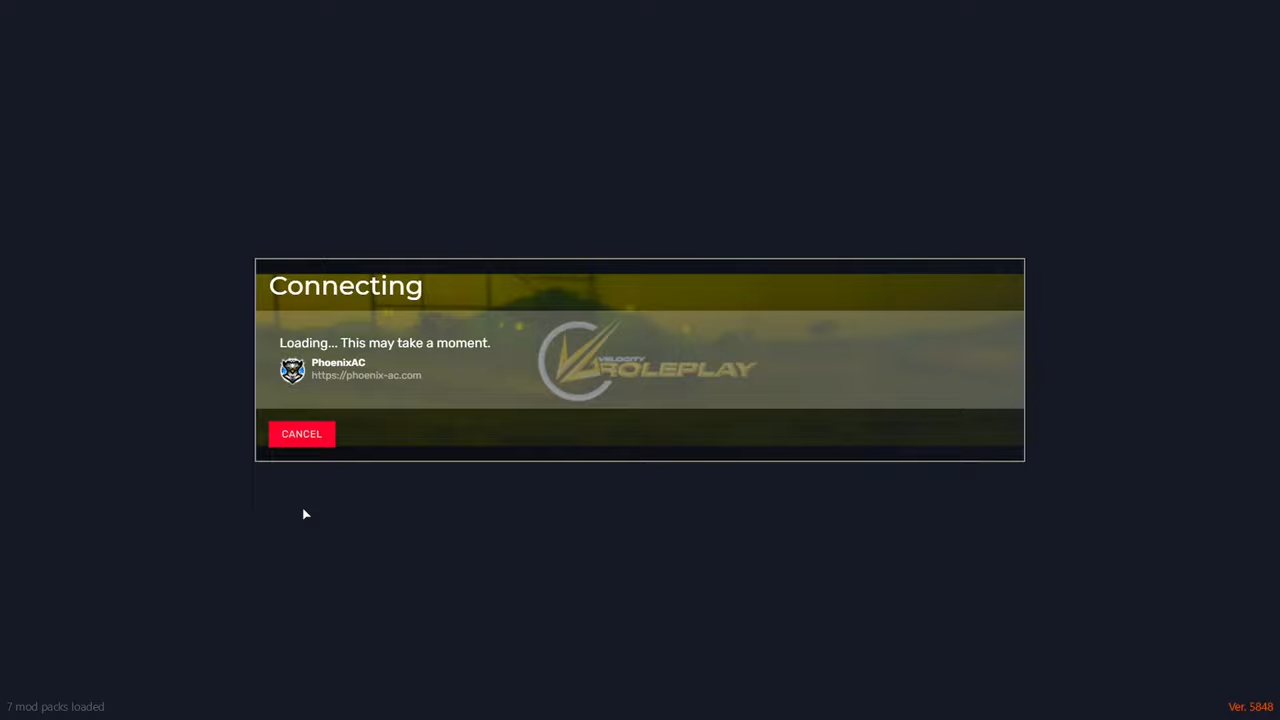 Connecting
Loading... This may take a moment.
PhoenixAC
https://phoenix-ac.com
VELOCITY
ROLEPLAY
CANCEL
7 mod packs loaded
Ver. 5848